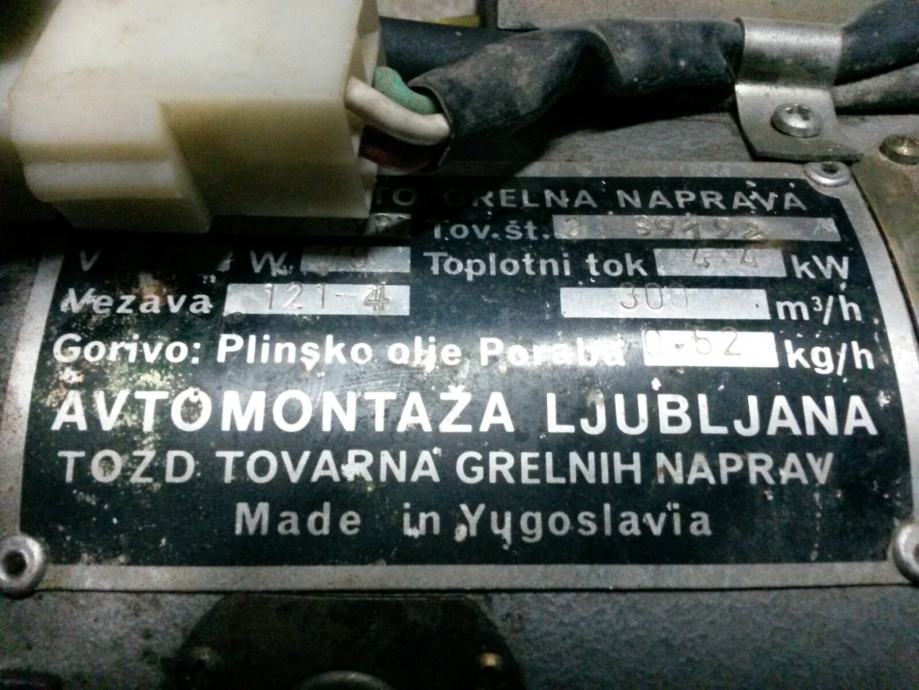 GRELNA NAPRAVA
Tov.št.
V W Toplotni tok 4-4 kW
Vezava 121-4 300 m³/h
Gorivo: Plinsko olje Poraba 0-52 kg/h
AVTOMONTAŽA LJUBLJANA
TOZD TOVARNA GRELNIH NAPRAV
Made in Yugoslavia